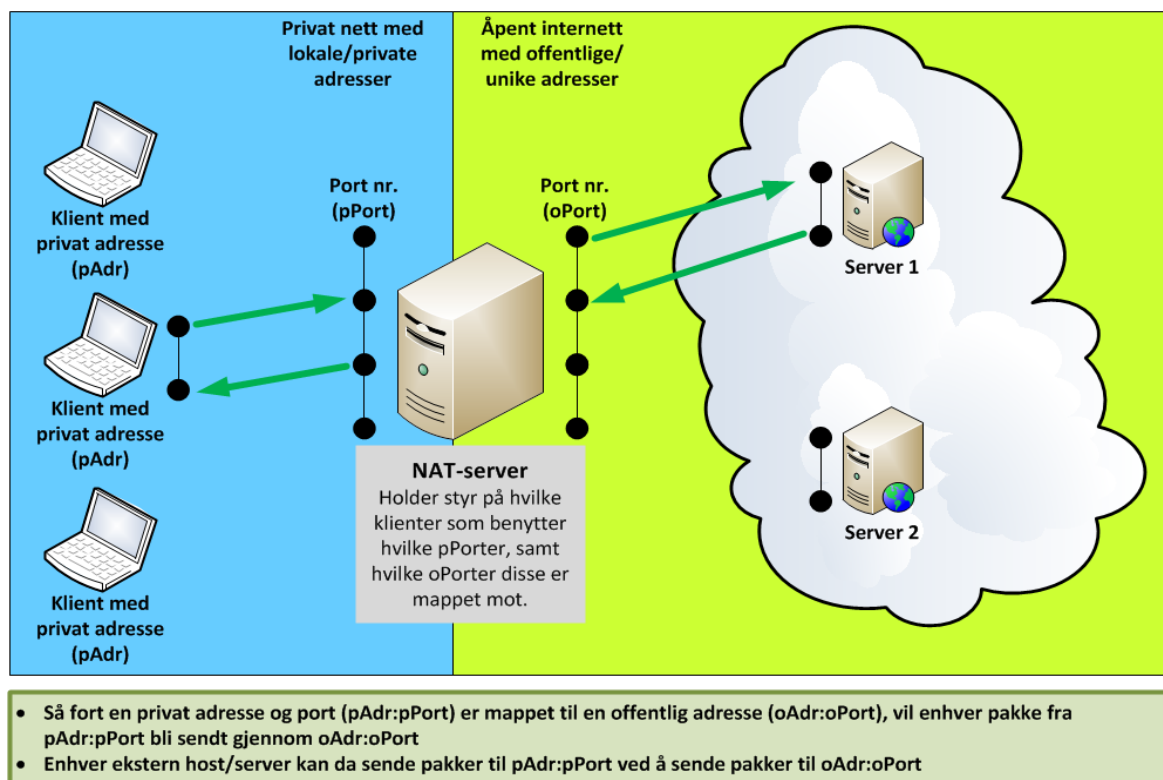 Privat nett med
lokale/private
adresser
Åpent internett
med offentlige/
unike adresser
Klient med
privat adresse
(pAdr)
Port nr.
(pPort)
Port nr.
(oPort)
Server 1
Klient med
privat adresse
(pAdr)
NAT-server
Holder styr på hvilke
klienter som benytter
hvilke pPorter, samt
hvilke oPorter disse er
mappet mot.
Server 2
Klient med
privat adresse
(pAdr)
• Så fort en privat adresse og port (pAdr:pPort) er mappet til en offentlig adresse (oAdr:oPort), vil enhver pakke fra
pAdr:pPort bli sendt gjennom oAdr:oPort
• Enhver ekstern host/server kan da sende pakker til pAdr:pPort ved å sende pakker til oAdr:oPort